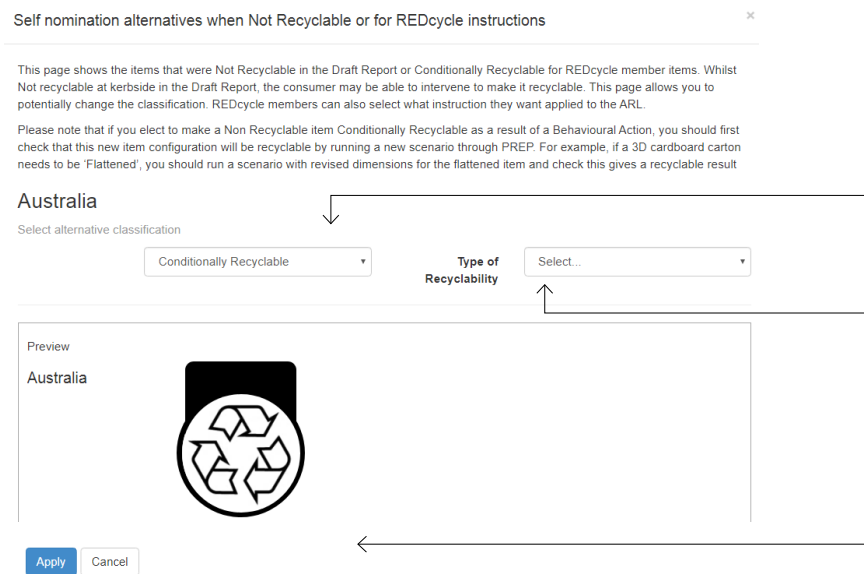 Self nomination alternatives when Not Recyclable or for REDcycle instructions
×
This page shows the items that were Not Recyclable in the Draft Report or Conditionally Recyclable for REDcycle member items. Whilst
Not recyclable at kerbside in the Draft Report, the consumer may be able to intervene to make it recyclable. This page allows you to
potentially change the classification. REDcycle members can also select what instruction they want applied to the ARL.
Please note that if you elect to make a Non Recyclable item Conditionally Recyclable as a result of a Behavioural Action, you should first
check that this new item configuration will be recyclable by running a new scenario through PREP. For example, if a 3D cardboard carton
needs to be 'Flattened', you should run a scenario with revised dimensions for the flattened item and check this gives a recyclable result
Australia
Select alternative classification
Conditionally Recyclable
Type of
Recyclability
Select...
Preview
Australia
Apply
Cancel